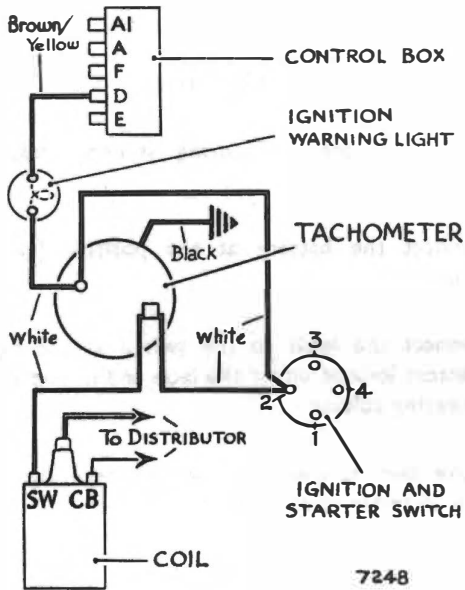 Brown/
Yellow
A1
A
F
D
E
CONTROL BOX
IGNITION
WARNING LIGHT
TACHOMETER
Black
White
White
3
2
4
1
To DISTRIBUTOR
SW CB
IGNITION AND
STARTER SWITCH
COIL
7248